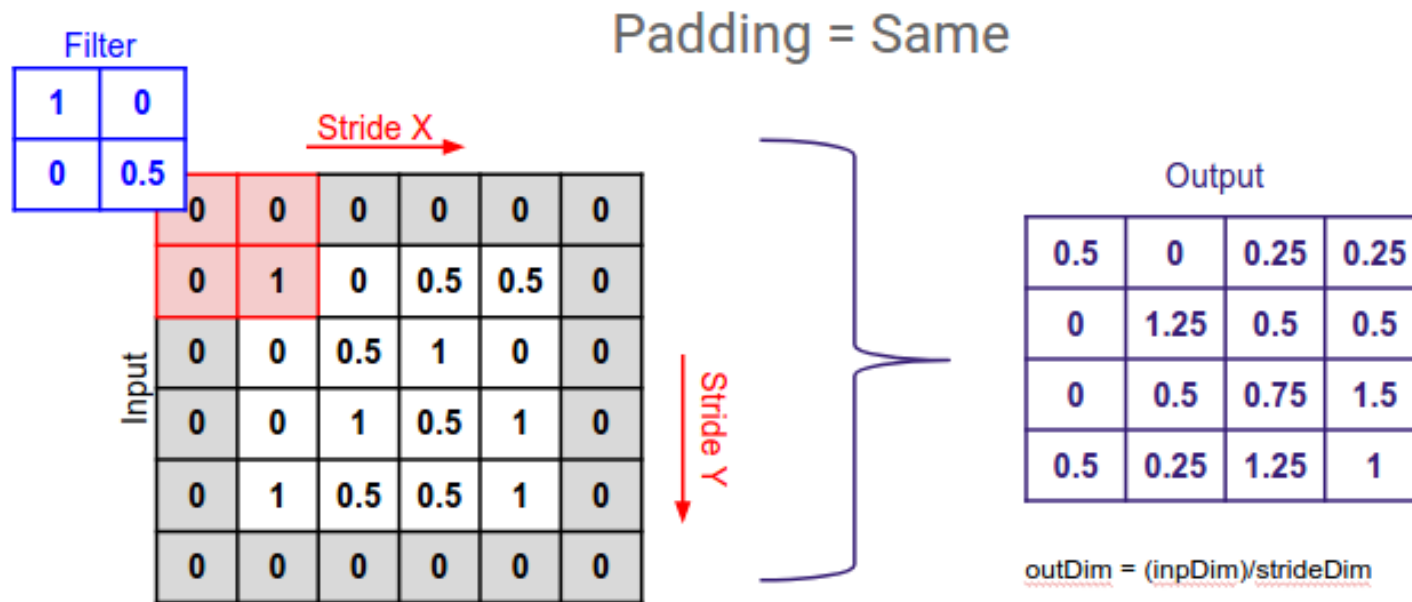 Padding = Same
Filter
1 0
0 0.5
Stride X
Input
0 0 0 0 0 0
0 1 0 0.5 0.5 0
0 0 0.5 1 0 0
0 0 1 0.5 1 0
0 1 0.5 0.5 1 0
0 0 0 0 0 0
Stride Y
Output
0.5 0 0.25 0.25
0 1.25 0.5 0.5
0 0.5 0.75 1.5
0.5 0.25 1.25 1
outDim = (inpDim)/strideDim